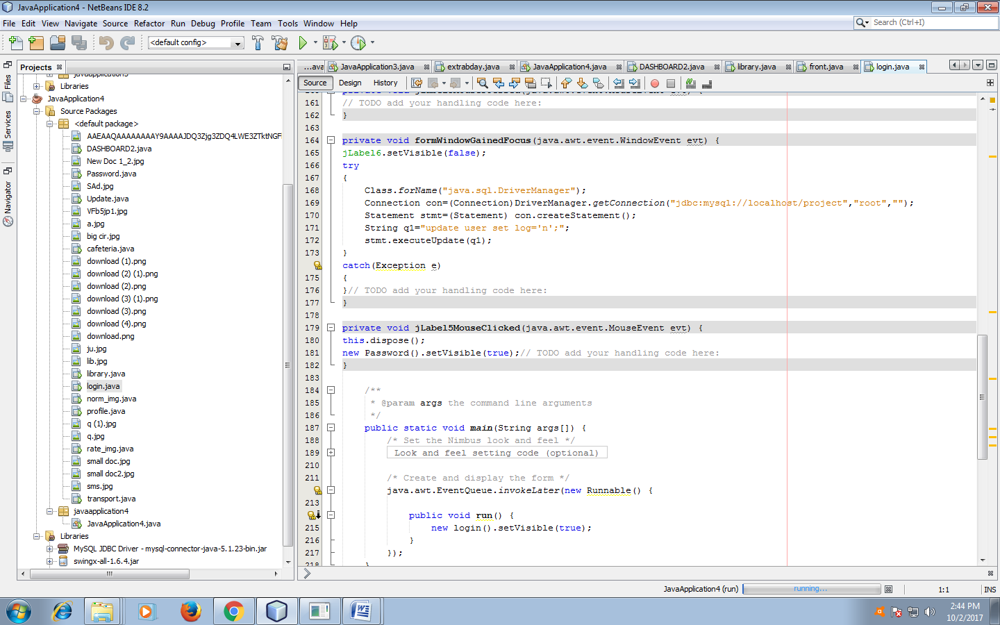 JavaApplication4 - NetBeans IDE 8.2
File Edit View Navigate Source Refactor Run Debug Profile Team Tools Window Help
Search (Ctrl+I)
<default config>
Files
Services
Navigator
Projects
Libraries
JavaApplication4
Source Packages
<default package>
AAEAAQAAAAAAAAY9AAAAJDQ3Zjg3ZDQ4LWE3ZTktNGF
DASHBOARD2.java
New Doc 1_2.jpg
Password.java
SAd.jpg
Update.java
VFb5jp1.jpg
a.jpg
big cir.jpg
cafeteria.java
download (1).png
download (2) (1).png
download (2).png
download (3) (1).png
download (3).png
download (4).png
download.png
ju.jpg
lib.jpg
library.java
login.java
norm_img.java
profile.java
q (1).jpg
q.jpg
rate_img.java
small doc.jpg
small doc2.jpg
sms.jpg
transport.java
javaapplication4
JavaApplication4.java
Libraries
MySQL JDBC Driver - mysql-connector-java-5.1.23-bin.jar
swingx-all-1.6.4.jar
...ava JavaApplication3.java extrabday.java JavaApplication4.java DASHBOARD2.java library.java front.java login.java
Source Design History
161 // TODO add your handling code here:
162 }
163
164 private void formWindowGainedFocus(java.awt.event.WindowEvent evt) {
165 jLabel6.setVisible(false);
166 try
167 {
168 Class.forName("java.sql.DriverManager");
169 Connection con=(Connection)DriverManager.getConnection("jdbc:mysql://localhost/project","root","");
170 Statement stmt=(Statement) con.createStatement();
171 String q1="update user set log='n';";
172 stmt.executeUpdate(q1);
173 }
catch(Exception e)
175 {
176 }// TODO add your handling code here:
177 }
178
179 private void jLabel5MouseClicked(java.awt.event.MouseEvent evt) {
180 this.dispose();
181 new Password().setVisible(true);// TODO add your handling code here:
182 }
183
184 /**
185 * @param args the command line arguments
186 */
187 public static void main(String args[]) {
188 /* Set the Nimbus look and feel */
189 Look and feel setting code (optional)
210
211 /* Create and display the form */
java.awt.EventQueue.invokeLater(new Runnable() {
213
public void run() {
215 new login().setVisible(true);
216 }
217 });
218 }
JavaApplication4 (run) running... 1:1 INS
2:44 PM
10/2/2017